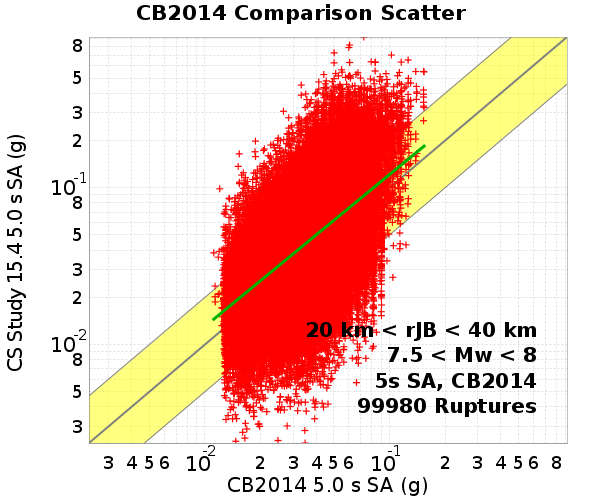 CB2014 Comparison Scatter
CS Study 15.4 5.0 s SA (g)
8
5
3
2
10-1
8
5
3
2
10-2
8
5
3
20 km < rJB < 40 km
7.5 < Mw < 8
5s SA, CB2014
99980 Ruptures
3 4 5 6 10-2 2 3 4 5 6 10-1 2 3 4 5 6 8
CB2014 5.0 s SA (g)